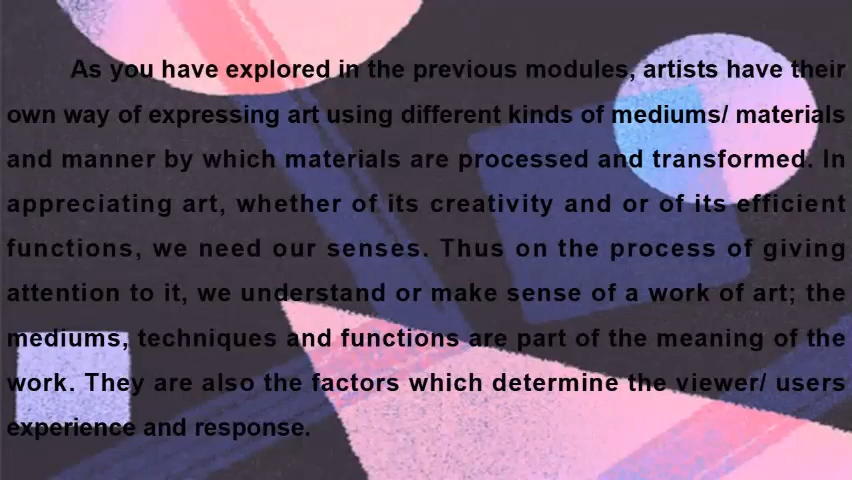 As you have explored in the previous modules, artists have their
own way of expressing art using different kinds of mediums/ materials
and manner by which materials are processed and transformed. In
appreciating art, whether of its creativity and or of its efficient
functions, we need our senses. Thus on the process of giving
attention to it, we understand or make sense of a work of art; the
mediums, techniques and functions are part of the meaning of the
work. They are also the factors which determine the viewer/ users
experience and response.